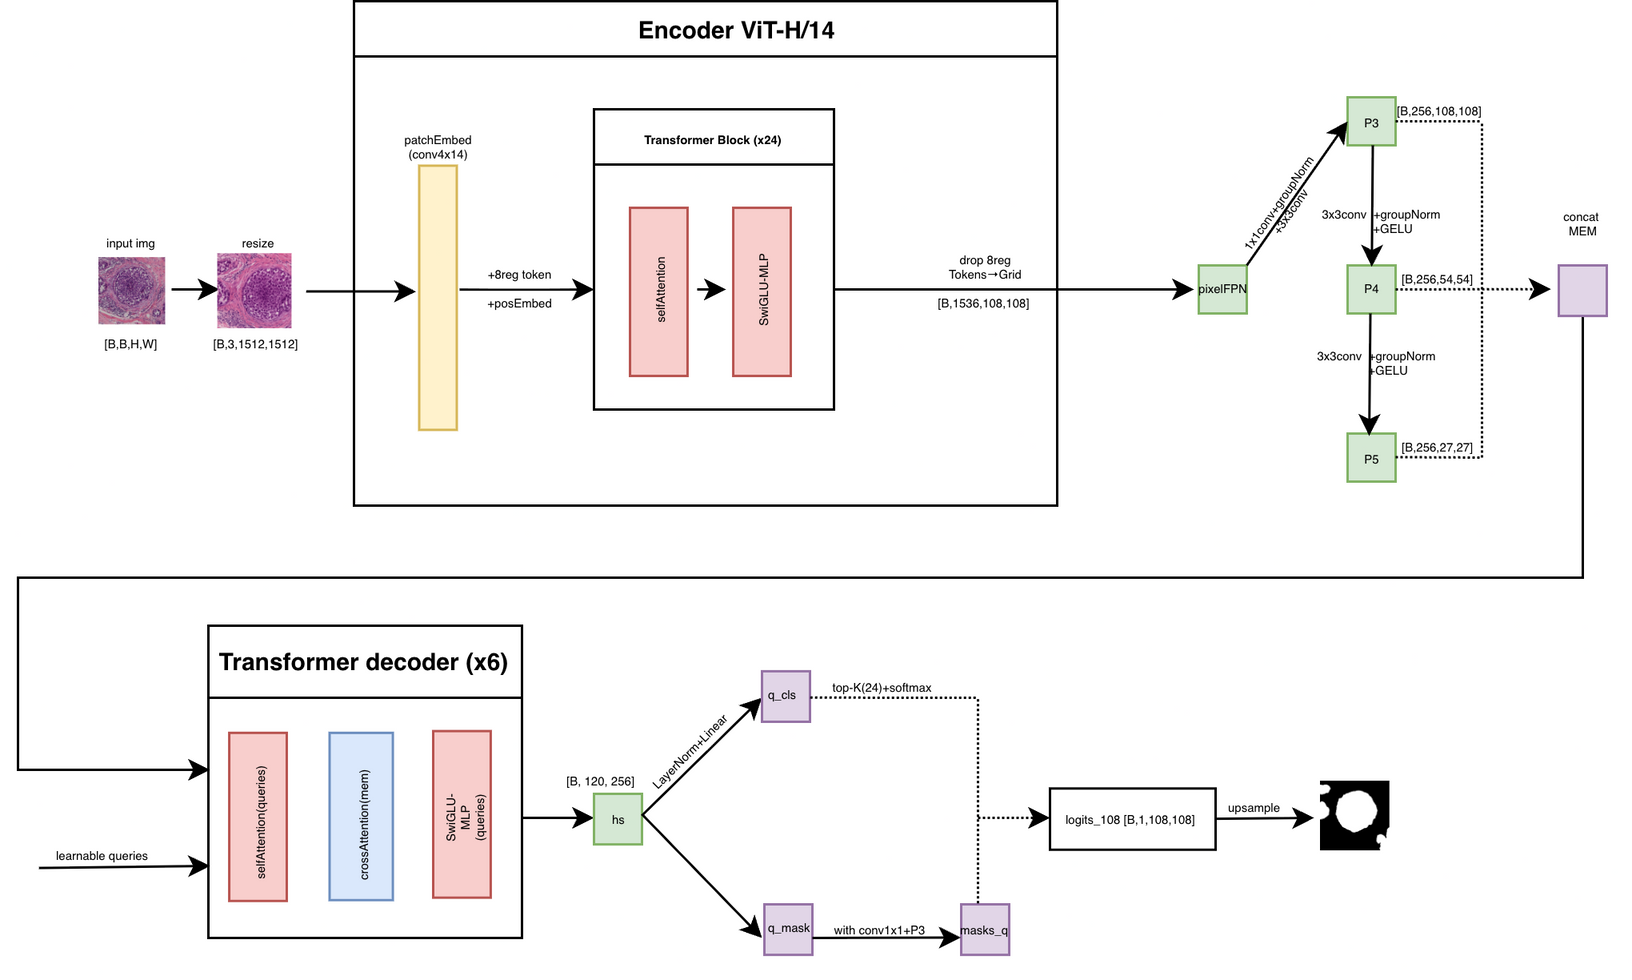 Encoder ViT-H/14
patchEmbed
(conv4x14)
Transformer Block (x24)
input img
resize
[B,B,H,W]
[B,3,1512,1512]
+8reg token
+posEmbed
selfAttention
SwiGLU-MLP
drop 8reg
Tokens→Grid
[B,1536,108,108]
pixelFPN
1x1conv+groupNorm
+3x3conv
P3
[B,256,108,108]
3x3conv +groupNorm
+GELU
P4
[B,256,54,54]
3x3conv +groupNorm
+GELU
P5
[B,256,27,27]
concat
MEM
Transformer decoder (x6)
learnable queries
selfAttention(queries)
crossAttention(mem)
SwiGLU-
MLP
(queries)
[B, 120, 256]
hs
LayerNorm+Linear
q_cls
top-K(24)+softmax
q_mask
with conv1x1+P3
masks_q
logits_108 [B,1,108,108]
upsample